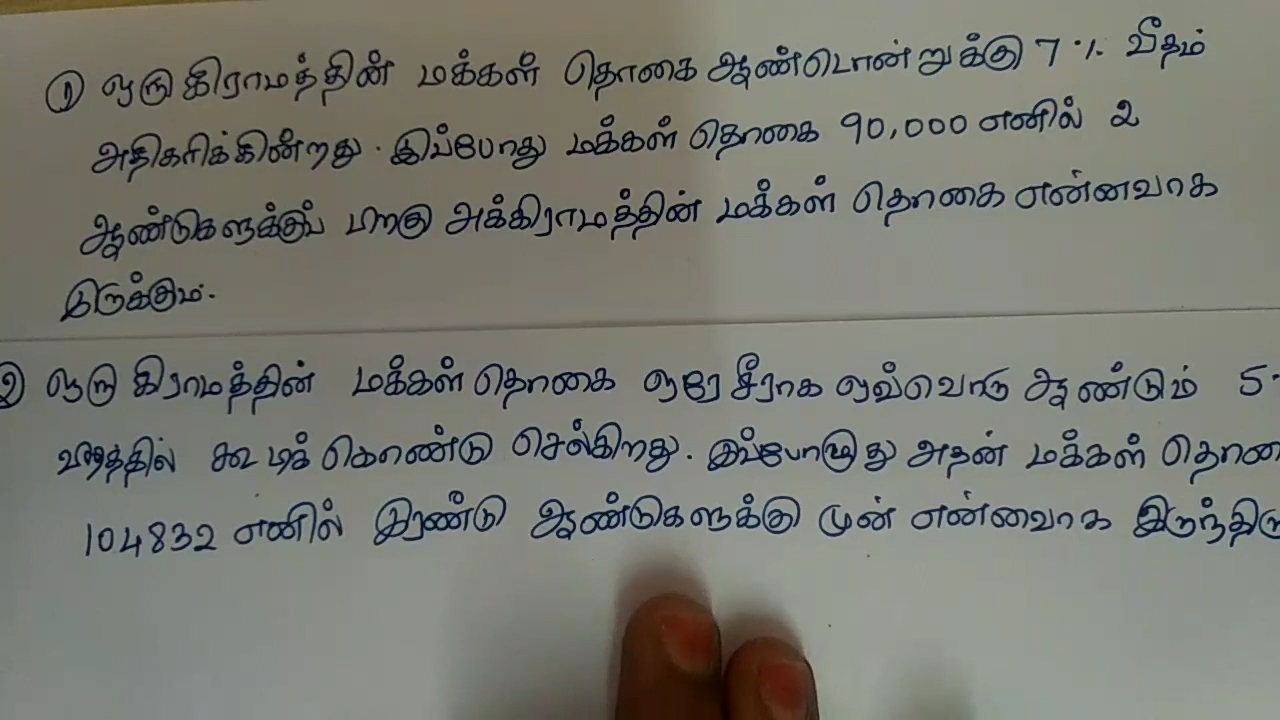 ① ஒரு கிராமத்தின் மக்கள் தொகை ஆண்டொன்றுக்கு 7 % வீதம்
அதிகரிக்கின்றது. இப்போது மக்கள் தொகை 90,000 எனில் 2
ஆண்டுகளுக்குப் பிறகு அக்கிராமத்தின் மக்கள் தொகை என்னவாக
இருக்கும்.
② ஒரு கிராமத்தின் மக்கள் தொகை ஒரே சீராக ஒவ்வொரு ஆண்டும் 5
கூடிக் கொண்டு செல்கிறது. இப்பொழுது அதன் மக்கள்
104832 எனில் இரண்டு ஆண்டுகளுக்கு முன் என்னவாக